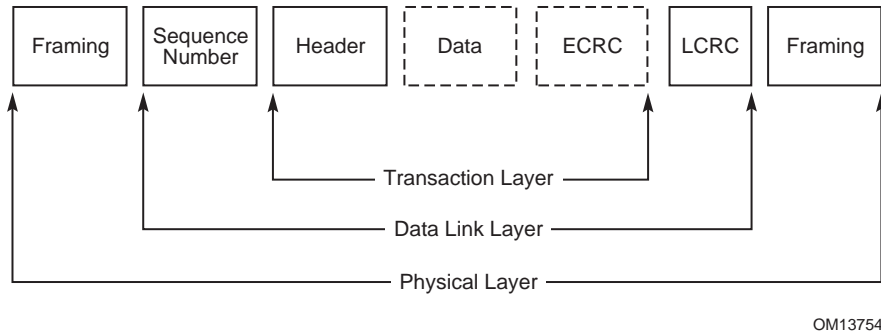 Framing
Sequence
Number
Header
Data
ECRC
LCRC
Framing
Transaction Layer
Data Link Layer
Physical Layer
OM13754